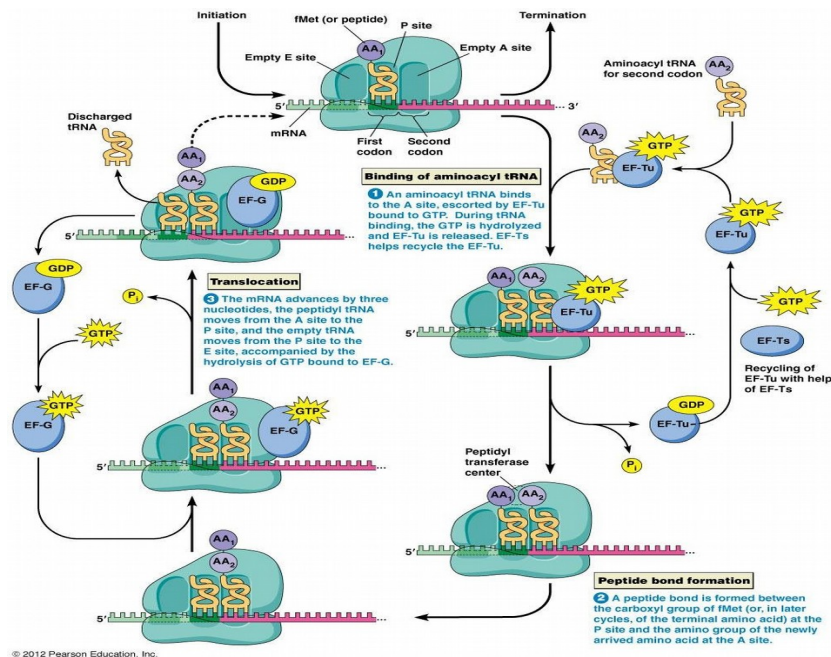 Initiation
fMet (or peptide)
P site
Termination
AA1
Empty E site
Empty A site
Aminoacyl tRNA
for second codon
AA2
5′
3′
mRNA
First
codon
Second
codon
Discharged
tRNA
AA1
AA2
GDP
EF-G
5′
Binding of aminoacyl tRNA
1 An aminoacyl tRNA binds
to the A site, escorted by EF-Tu
bound to GTP. During tRNA
binding, the GTP is hydrolyzed
and EF-Tu is released. EF-Ts
helps recycle the EF-Tu.
AA2
GTP
EF-Tu
GTP
EF-Tu
GDP
EF-G
Pi
GTP
Translocation
3 The mRNA advances by three
nucleotides, the peptidyl tRNA
moves from the A site to the
P site, and the empty tRNA
moves from the P site to the
E site, accompanied by the
hydrolysis of GTP bound to EF-G.
AA1 AA2
GTP
EF-Tu
5′
GTP
EF-Ts
Recycling of
EF-Tu with help
of EF-Ts
GTP
EF-G
AA1
AA2
GTP
EF-G
5′
GDP
EF-Tu
Pi
Peptidyl
transferase
center
AA1 AA2
5′
AA1
AA2
5′
Peptide bond formation
2 A peptide bond is formed between
the carboxyl group of fMet (or, in later
cycles, of the terminal amino acid) at the
P site and the amino group of the newly
arrived amino acid at the A site.
© 2012 Pearson Education, Inc.